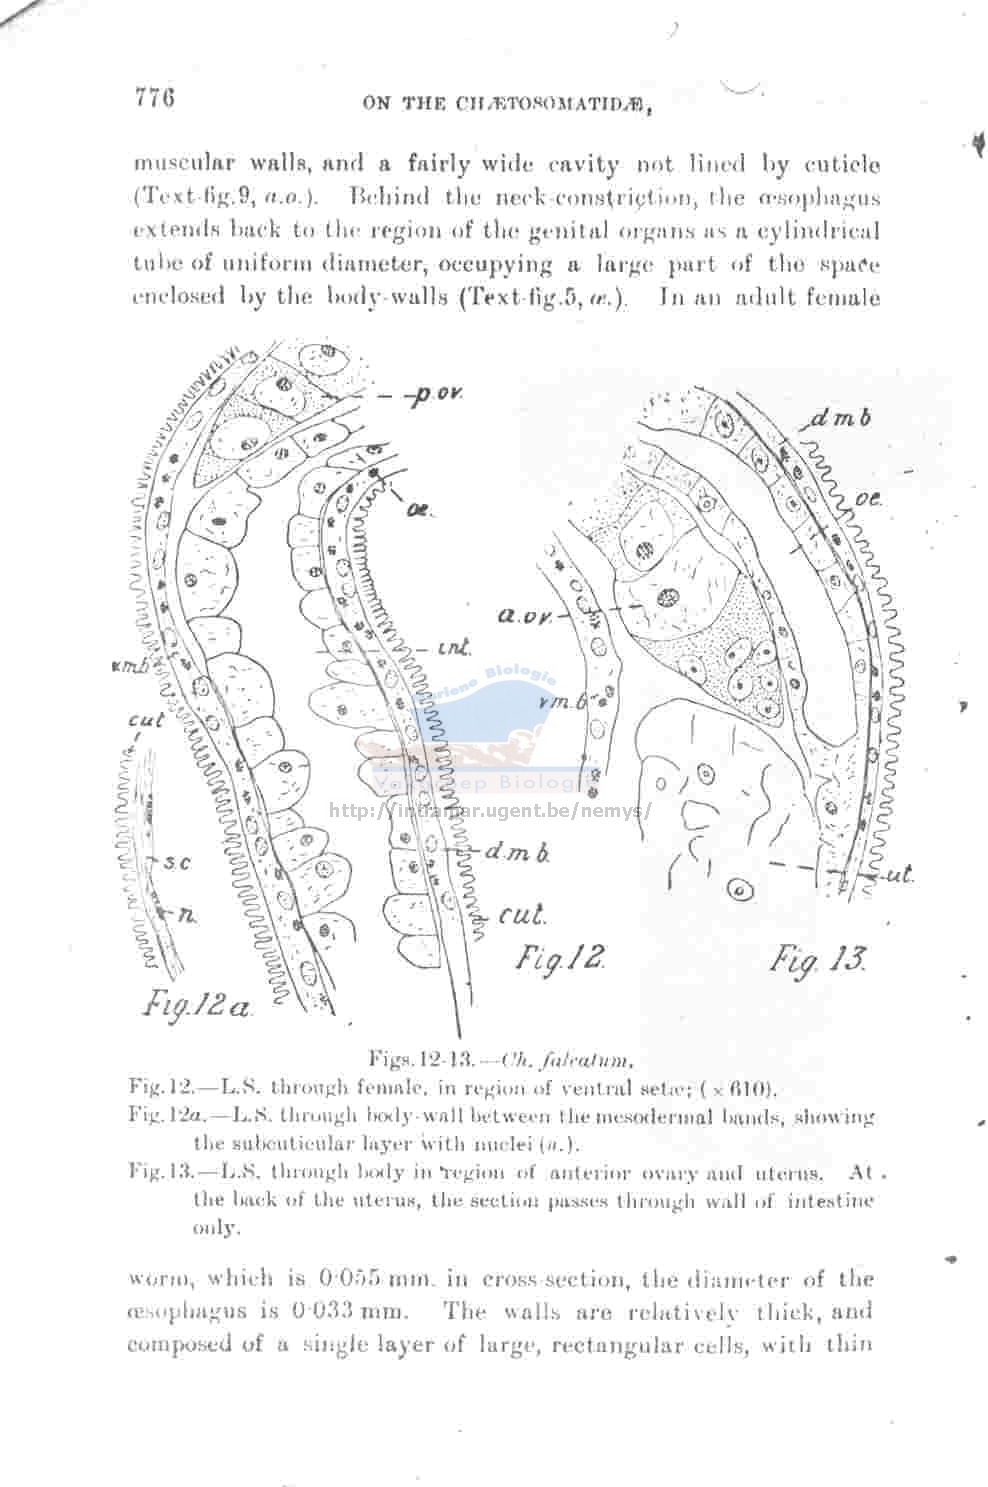 776
ON THE CHÆTOSOMATIDÆ,
muscular walls, and a fairly wide cavity not lined by cuticle
(Text-fig.9, a.o.). Behind the neck-constriction, the œsophagus
extends back to the region of the genital organs as a cylindrical
tube of uniform diameter, occupying a large part of the space
enclosed by the body-walls (Text-fig.5, œ.). In an adult female
p.ov.
d m b
oe.
oe.
a.ov.
int.
v.m.b
v.m.b
cut
s.c
n.
d.m.b.
cut.
ut.
Fig.12.
Fig. 13.
Fig.12a.
Mariene Biologie
Vakgroep Biologie
http://intramar.ugent.be/nemys/
Figs. 12-13.—Ch. falcatum.
Fig.12.—L.S. through female, in region of ventral setæ; (× 610).
Fig.12a.—L.S. through body-wall between the mesodermal bands, showing
the subcuticular layer with nuclei (n.).
Fig.13.—L.S. through body in region of anterior ovary and uterus. At
the back of the uterus, the section passes through wall of intestine
only.
worm, which is 0·055 mm. in cross-section, the diameter of the
œsophagus is 0·033 mm. The walls are relatively thick, and
composed of a single layer of large, rectangular cells, with thin